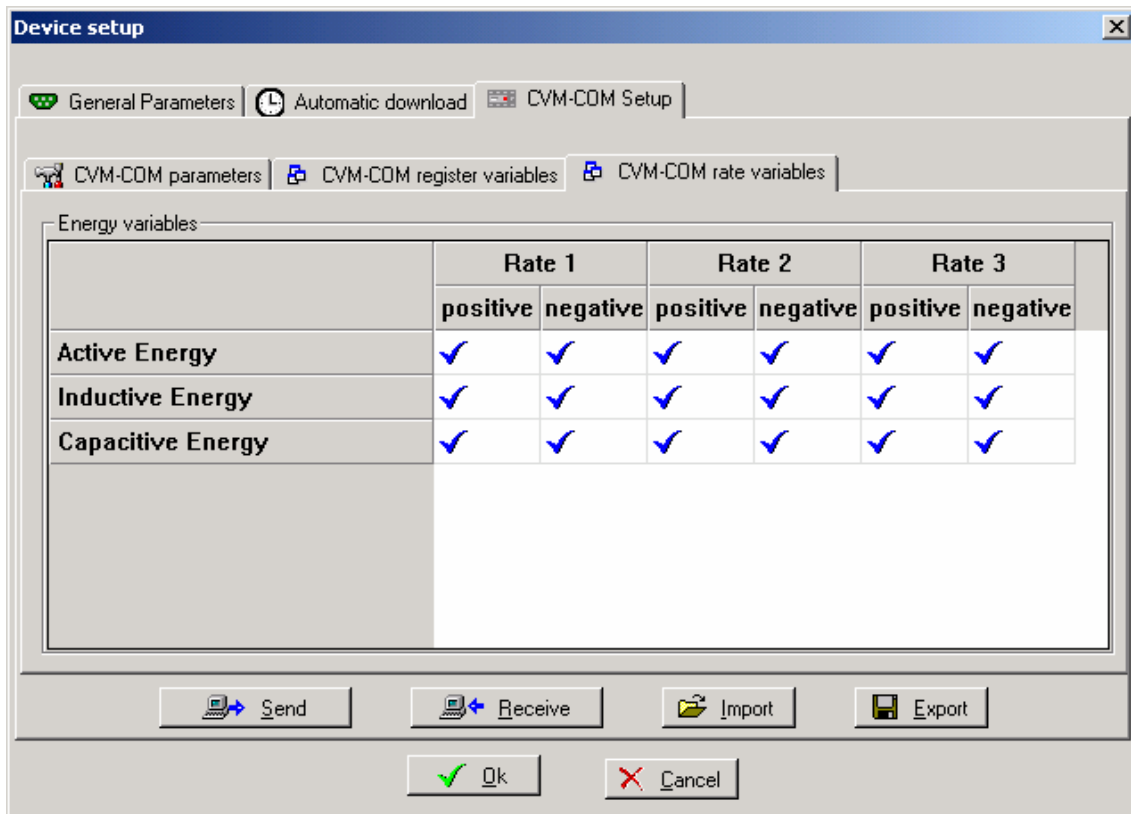 Device setup
General Parameters Automatic download CVM-COM Setup
CVM-COM parameters CVM-COM register variables CVM-COM rate variables
Energy variables
Rate 1 Rate 2 Rate 3
positive negative positive negative positive negative
Active Energy
Inductive Energy
Capacitive Energy
Send Receive Import Export
Ok Cancel